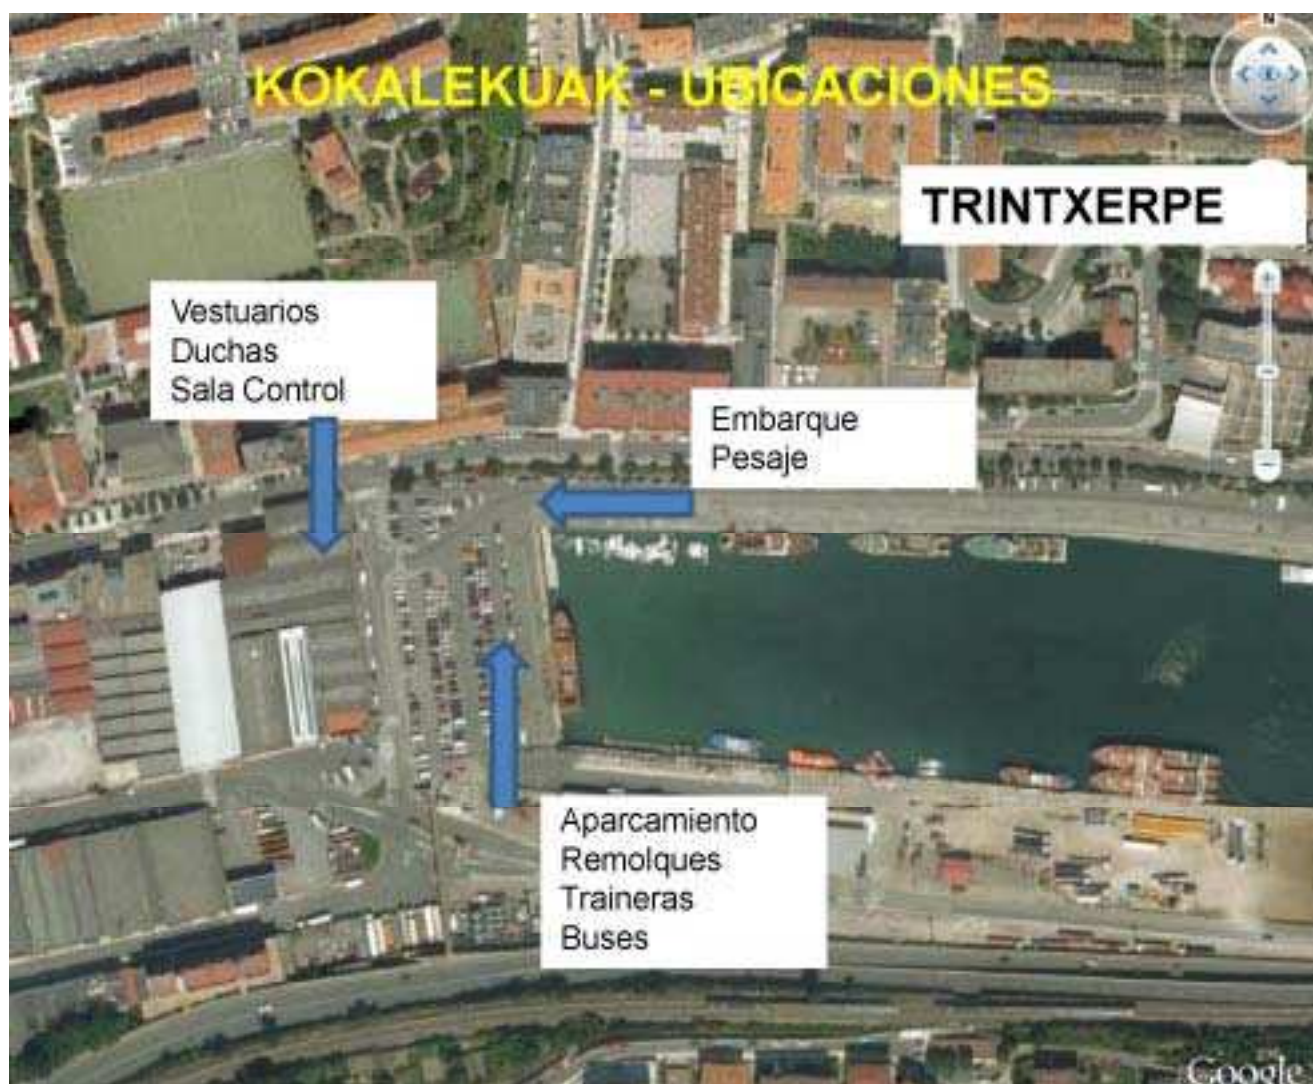 N
KOKALEKUAK - UBICACIONES
TRINTXERPE
Vestuarios
Duchas
Sala Control
Embarque
Pesaje
Aparcamiento
Remolques
Traineras
Buses
Google